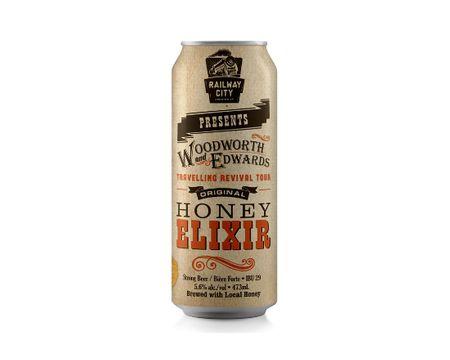 RAILWAY
CITY
PRESENTS
WOODWORTH
and EDWARDS
TRAVELLING REVIVAL TOUR
ORIGINAL
HONEY
ELIXIR
Strong Beer / Bière Forte • IBU 29
5.6% alc./vol • 473ml.
Brewed with Local Honey